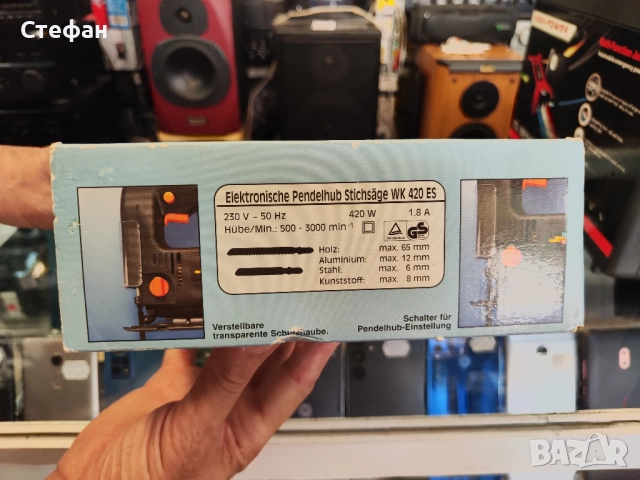 Стефан
Elektronische Pendelhub Stichsäge WK 420 ES
230 V ~ 50 Hz 420 W 1.8 A
Hübe/Min.: 500 - 3000 min⁻¹
GS
Holz: max. 65 mm
Aluminium: max. 12 mm
Stahl: max. 6 mm
Kunststoff: max. 8 mm
Verstellbare
transparente Schutzhaube.
Schalter für
Pendelhub-Einstellung
BAZAR